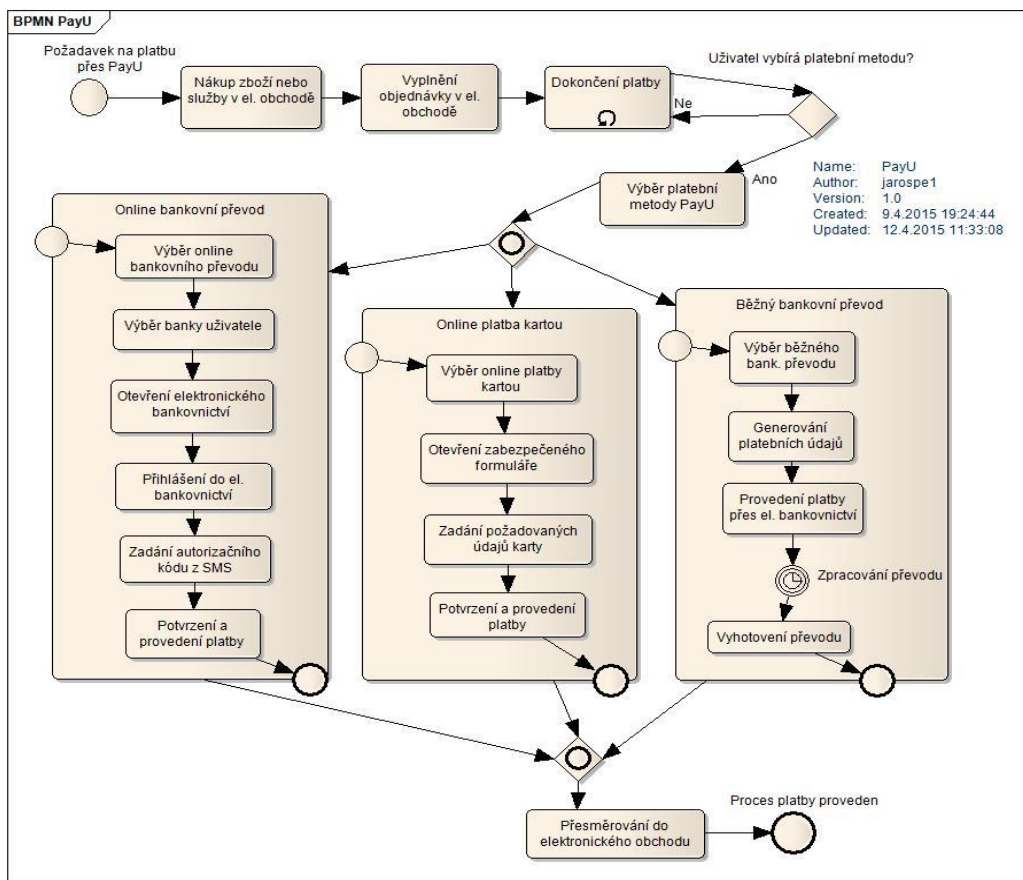 BPMN PayU
Požadavek na platbu
přes PayU
Nákup zboží nebo
služby v el. obchodě
Vyplnění
objednávky v el.
obchodě
Dokončení platby
Uživatel vybírá platební metodu?
Ne
Ano
Výběr platební
metody PayU
Name: PayU
Author: jarospe1
Version: 1.0
Created: 9.4.2015 19:24:44
Updated: 12.4.2015 11:33:08
Online bankovní převod
Výběr online
bankovního převodu
Výběr banky uživatele
Otevření elektronického
bankovnictví
Přihlášení do el.
bankovnictví
Zadání autorizačního
kódu z SMS
Potvrzení a
provedení platby
Online platba kartou
Výběr online platby
kartou
Otevření zabezpečeného
formuláře
Zadání požadovaných
údajů karty
Potvrzení a provedení
platby
Běžný bankovní převod
Výběr běžného
bank. převodu
Generování
platebních údajů
Provedení platby
přes el. bankovnictví
Zpracování převodu
Vyhotovení převodu
Přesměrování do
elektronického obchodu
Proces platby proveden